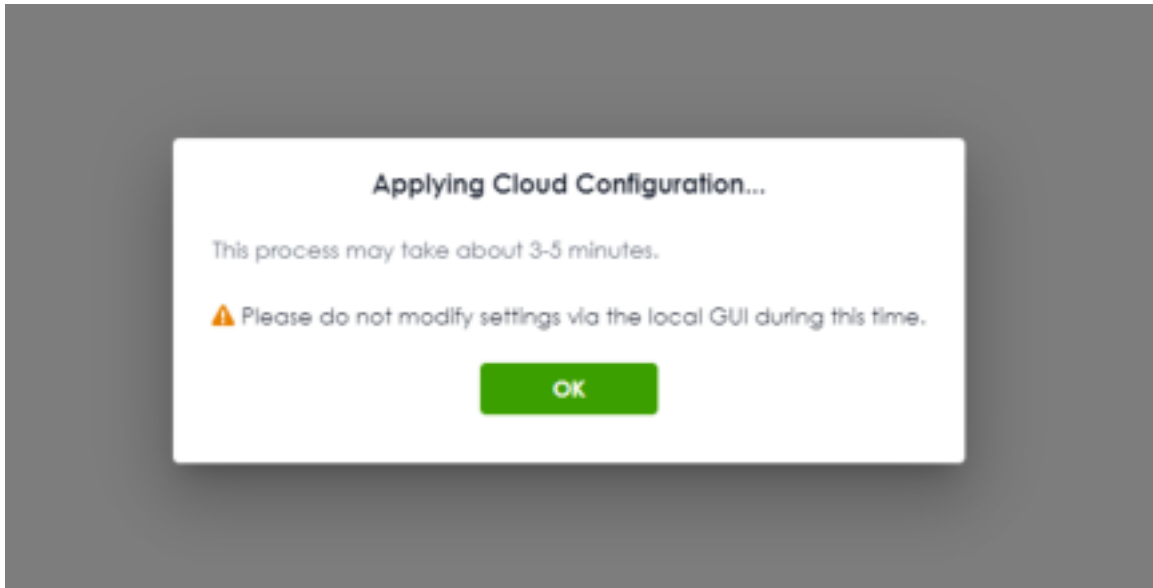 Applying Cloud Configuration...
This process may take about 3-5 minutes.
Please do not modify settings via the local GUI during this time.
OK